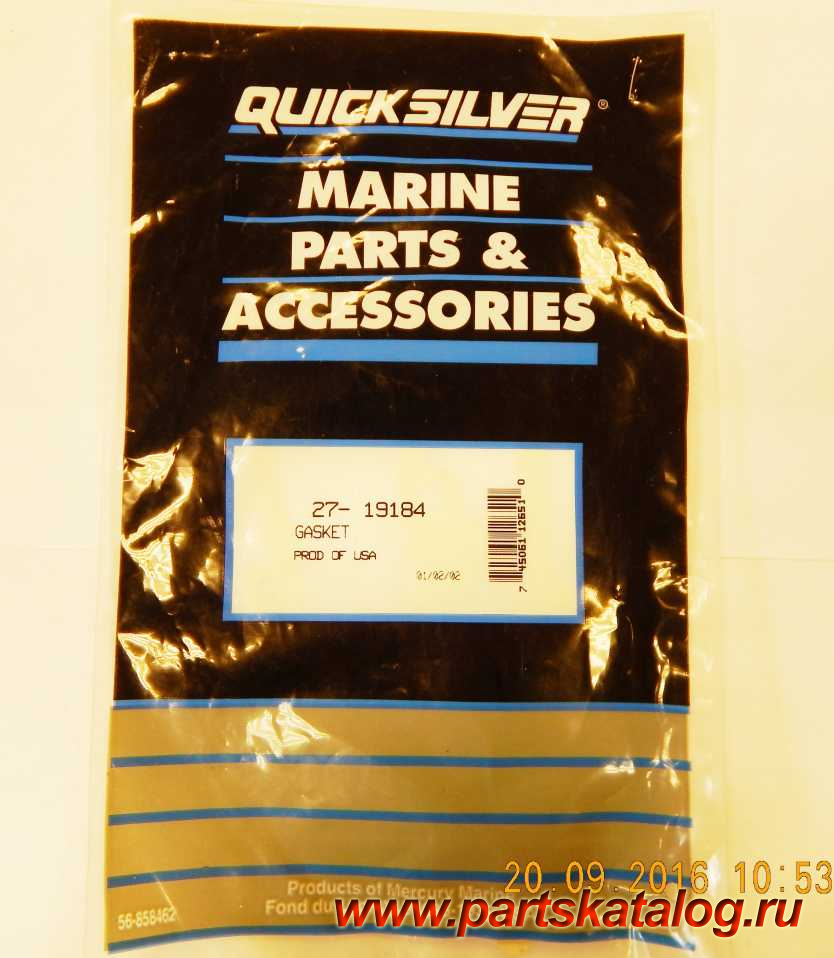 QUICKSILVER®
MARINE
PARTS &
ACCESSORIES
27- 19184
GASKET
PROD OF USA
01/02/02
7 45061 12651 0
20.09.2016 10:53
Products of Mercury Marine
Fond du
56-858462
www.partskatalog.ru